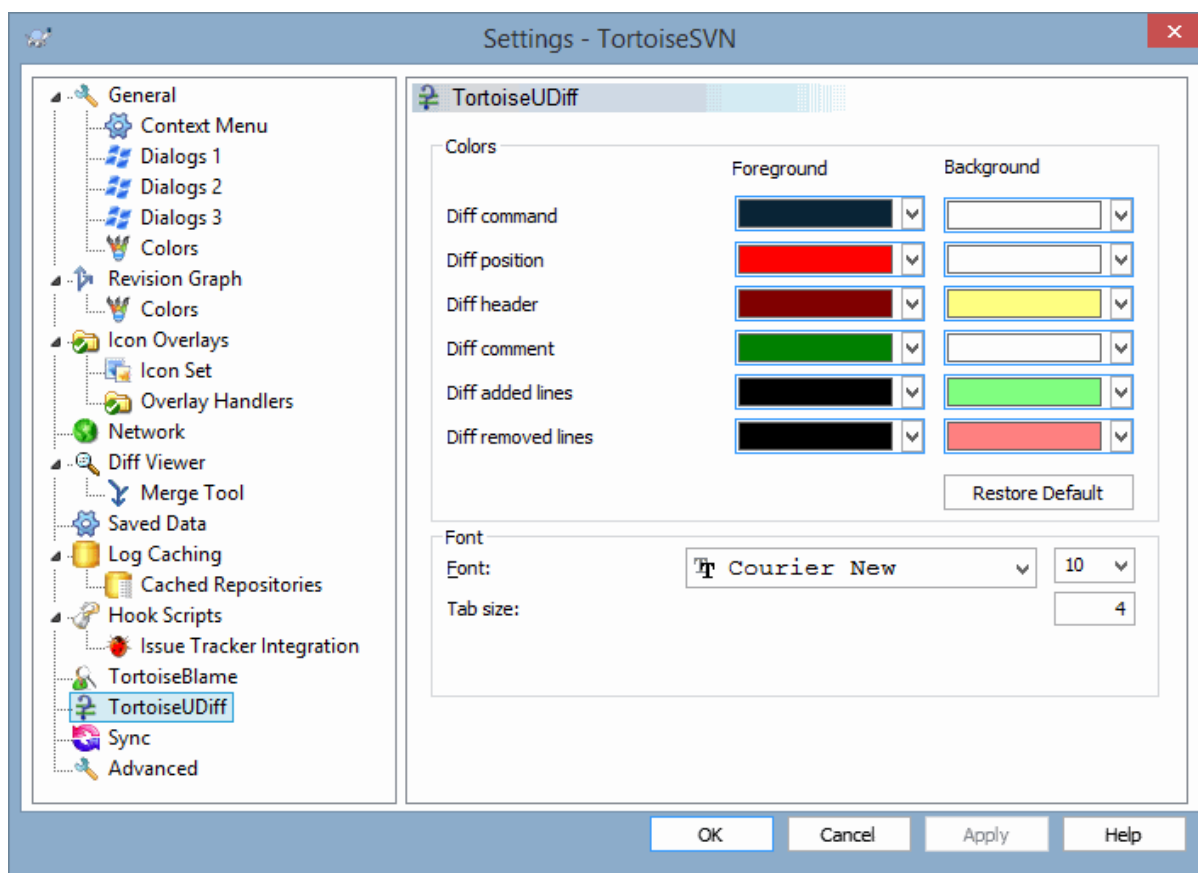 Settings - TortoiseSVN
General
Context Menu
Dialogs 1
Dialogs 2
Dialogs 3
Colors
Revision Graph
Colors
Icon Overlays
Icon Set
Overlay Handlers
Network
Diff Viewer
Merge Tool
Saved Data
Log Caching
Cached Repositories
Hook Scripts
Issue Tracker Integration
TortoiseBlame
TortoiseUDiff
Sync
Advanced
TortoiseUDiff
Colors
Foreground Background
Diff command
Diff position
Diff header
Diff comment
Diff added lines
Diff removed lines
Restore Default
Font
Font: Courier New 10
Tab size: 4
OK Cancel Apply Help